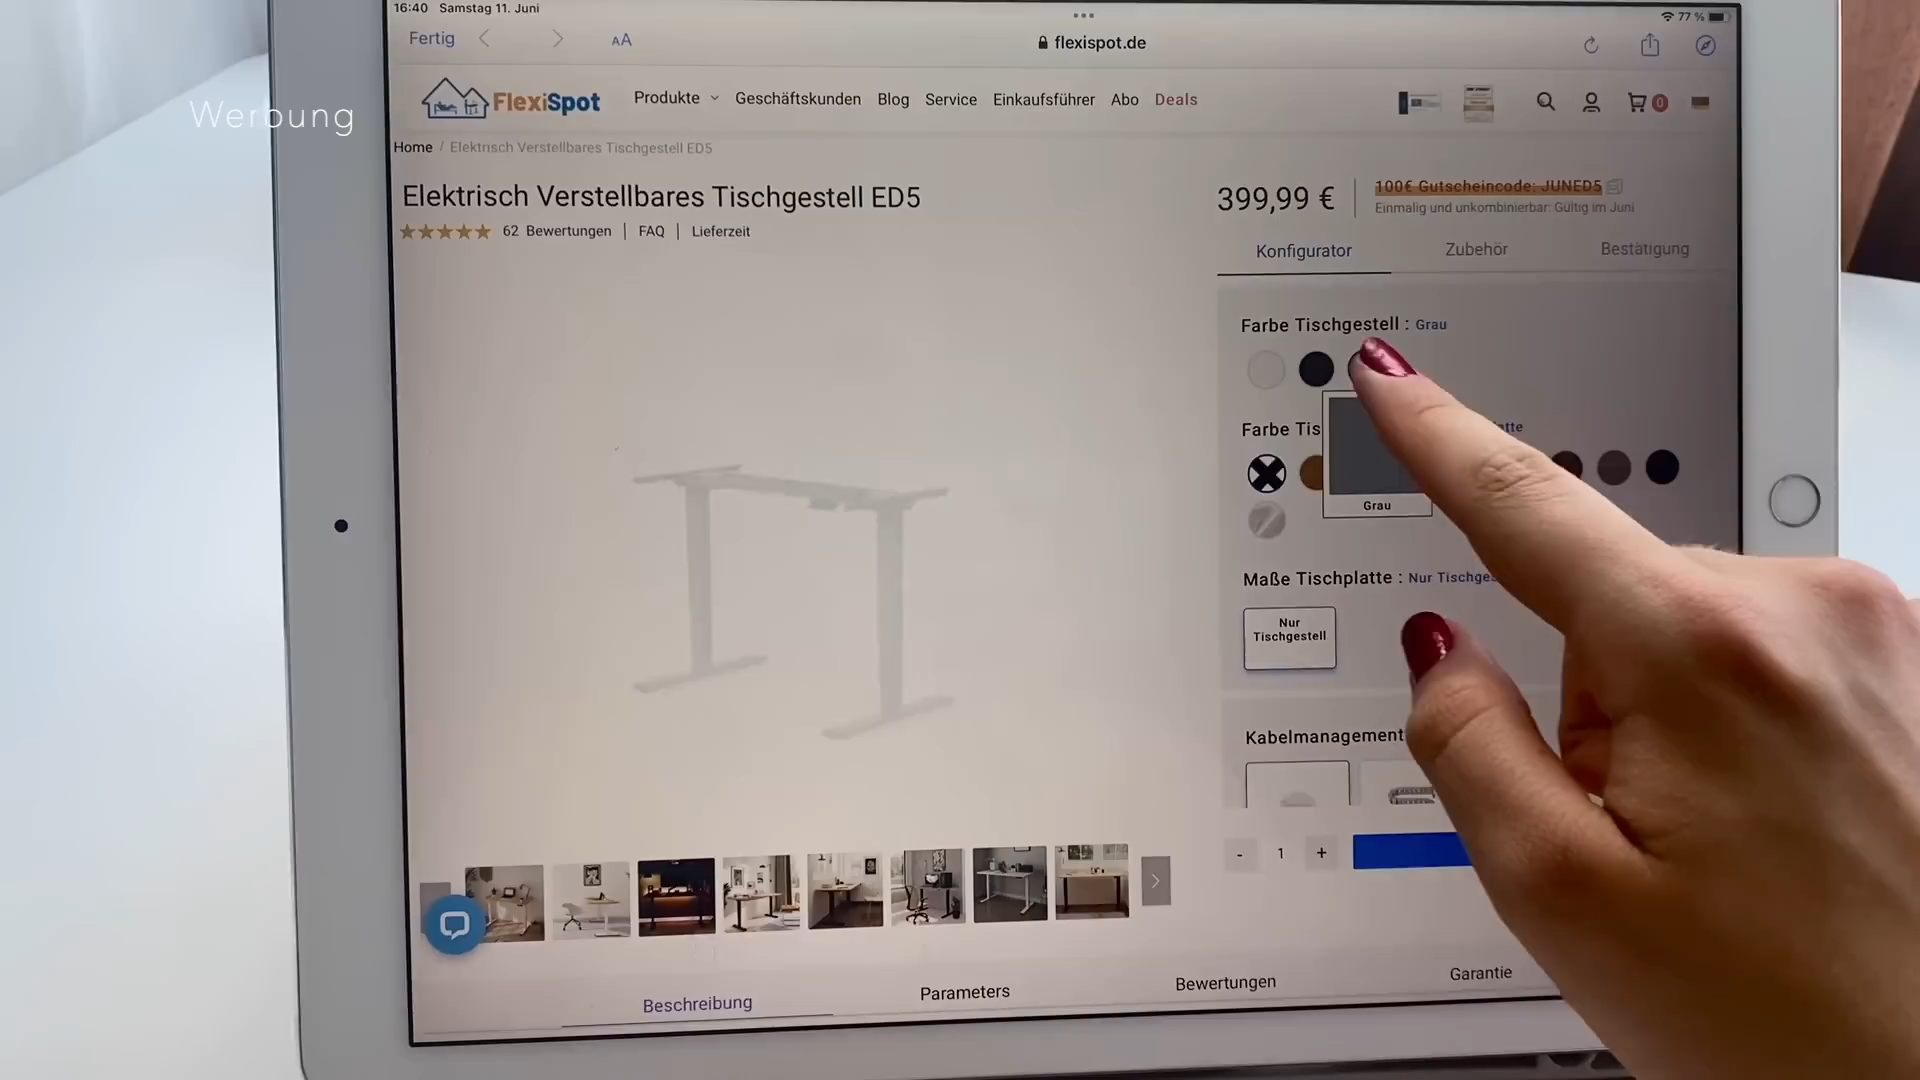 16:40 Samstag 11. Juni
77 %
Fertig
AA
flexispot.de
FlexiSpot
Produkte
Geschäftskunden
Blog
Service
Einkaufsführer
Abo
Deals
0
Werbung
Home / Elektrisch Verstellbares Tischgestell ED5
Elektrisch Verstellbares Tischgestell ED5
62 Bewertungen | FAQ | Lieferzeit
399,99 €
100€ Gutscheincode: JUNED5
Einmalig und unkombinierbar: Gültig im Juni
Konfigurator
Zubehör
Bestätigung
Farbe Tischgestell : Grau
Farbe Tis
tte
Grau
Maße Tischplatte : Nur Tischges
Nur
Tischgestell
Kabelmanagement
- 1 +
Beschreibung
Parameters
Bewertungen
Garantie